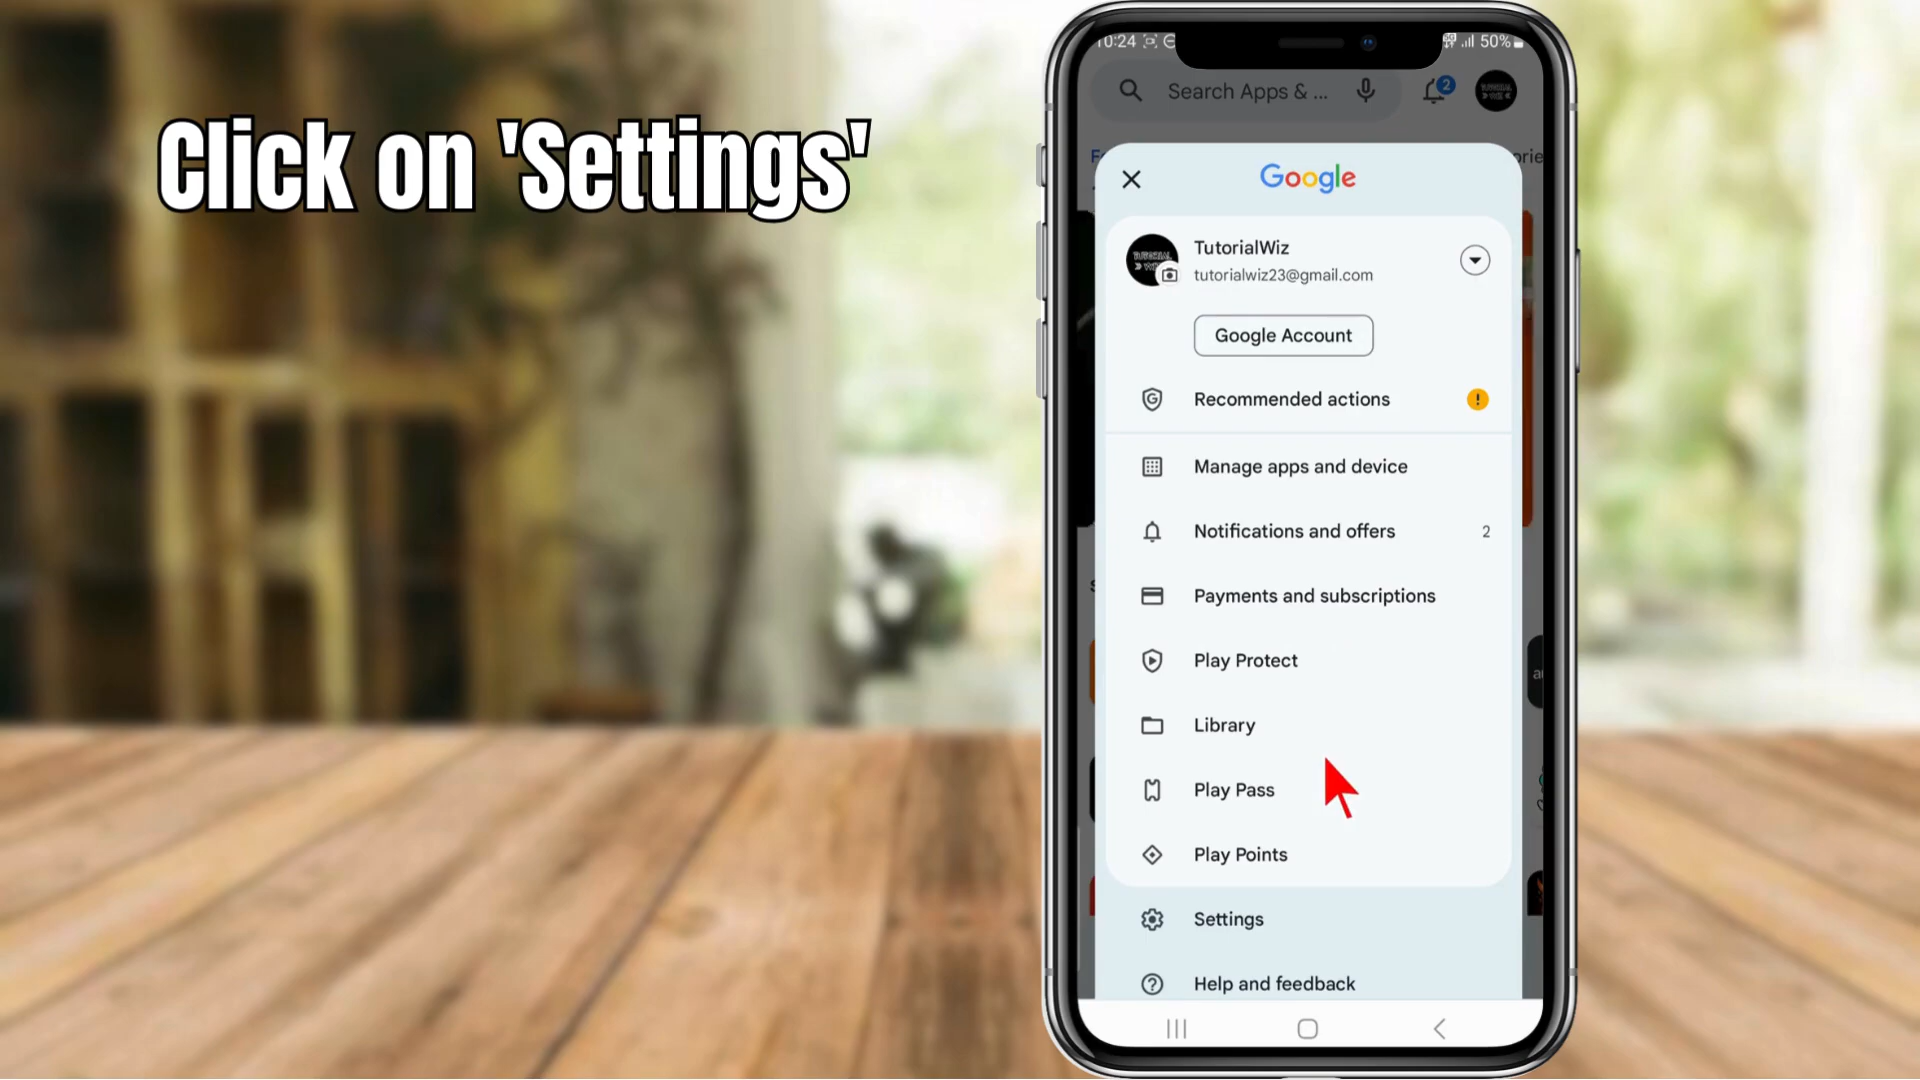 Click on 'Settings'
10:24
50%
Search Apps & ...
2
Google
TutorialWiz
tutorialwiz23@gmail.com
Google Account
Recommended actions
!
Manage apps and device
Notifications and offers
2
Payments and subscriptions
Play Protect
Library
Play Pass
Play Points
Settings
Help and feedback